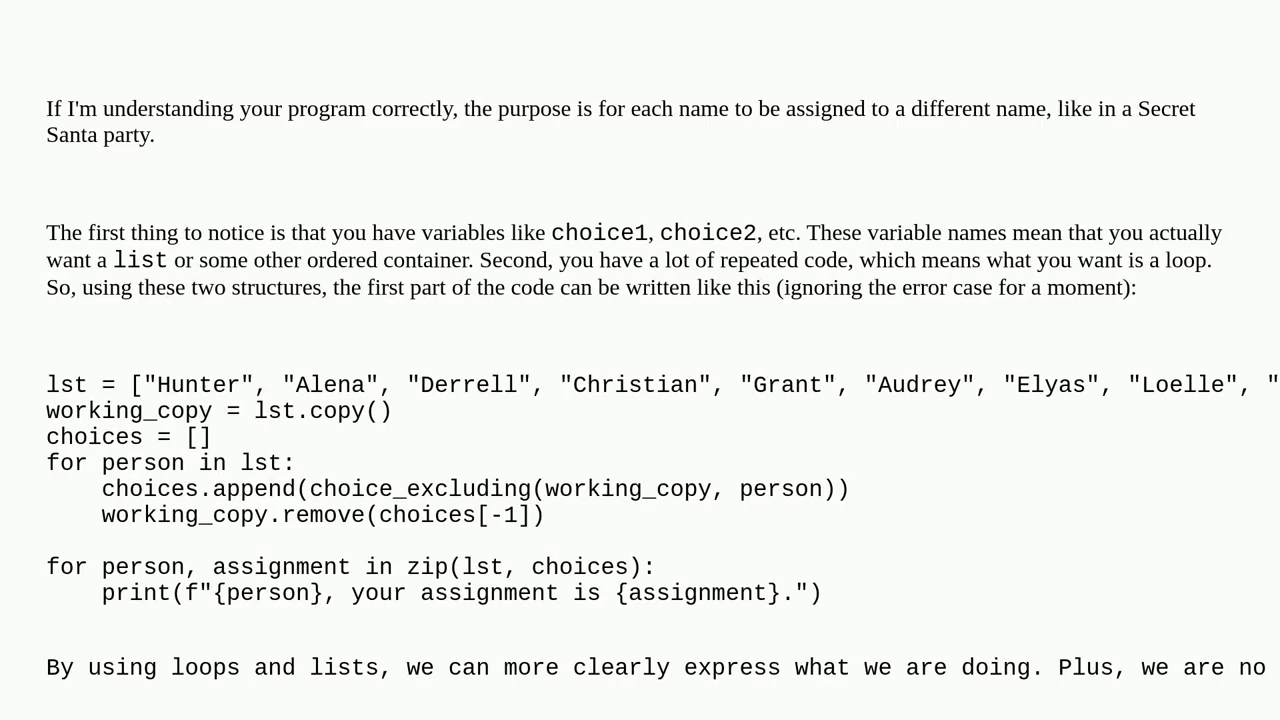 If I'm understanding your program correctly, the purpose is for each name to be assigned to a different name, like in a Secret
Santa party.
The first thing to notice is that you have variables like choice1, choice2, etc. These variable names mean that you actually
want a list or some other ordered container. Second, you have a lot of repeated code, which means what you want is a loop.
So, using these two structures, the first part of the code can be written like this (ignoring the error case for a moment):
lst = ["Hunter", "Alena", "Derrell", "Christian", "Grant", "Audrey", "Elyas", "Loelle", "
working_copy = lst.copy()
choices = []
for person in lst:
    choices.append(choice_excluding(working_copy, person))
    working_copy.remove(choices[-1])
for person, assignment in zip(lst, choices):
    print(f"{person}, your assignment is {assignment}.")
By using loops and lists, we can more clearly express what we are doing. Plus, we are no